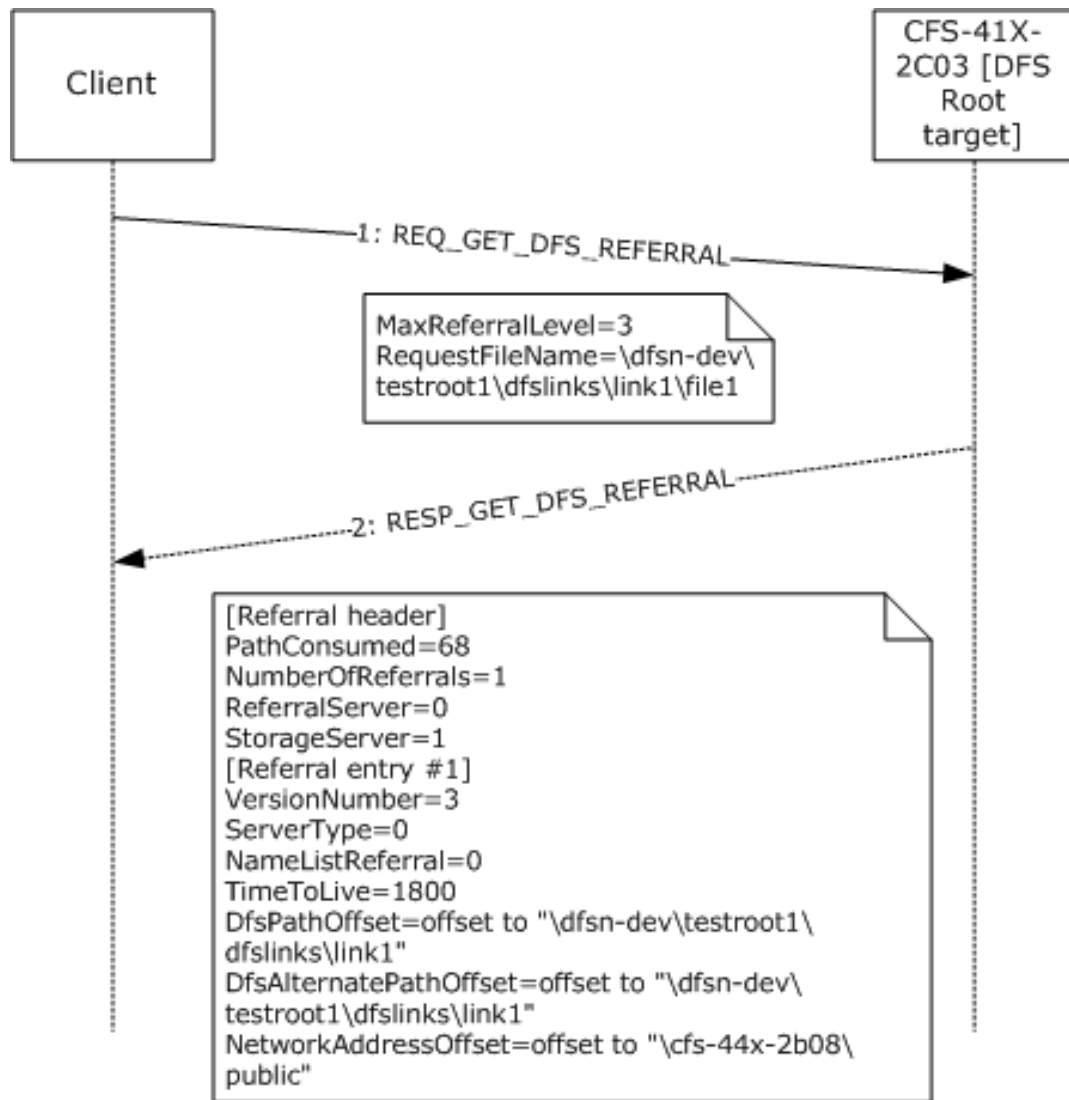 Client
CFS-41X-
2C03 [DFS
Root
target]
1: REQ_GET_DFS_REFERRAL
MaxReferralLevel=3
RequestFileName=\dfsn-dev\
testroot1\dfslinks\link1\file1
2: RESP_GET_DFS_REFERRAL
[Referral header]
PathConsumed=68
NumberOfReferrals=1
ReferralServer=0
StorageServer=1
[Referral entry #1]
VersionNumber=3
ServerType=0
NameListReferral=0
TimeToLive=1800
DfsPathOffset=offset to "\dfsn-dev\testroot1\
dfslinks\link1"
DfsAlternatePathOffset=offset to "\dfsn-dev\
testroot1\dfslinks\link1"
NetworkAddressOffset=offset to "\cfs-44x-2b08\
public"